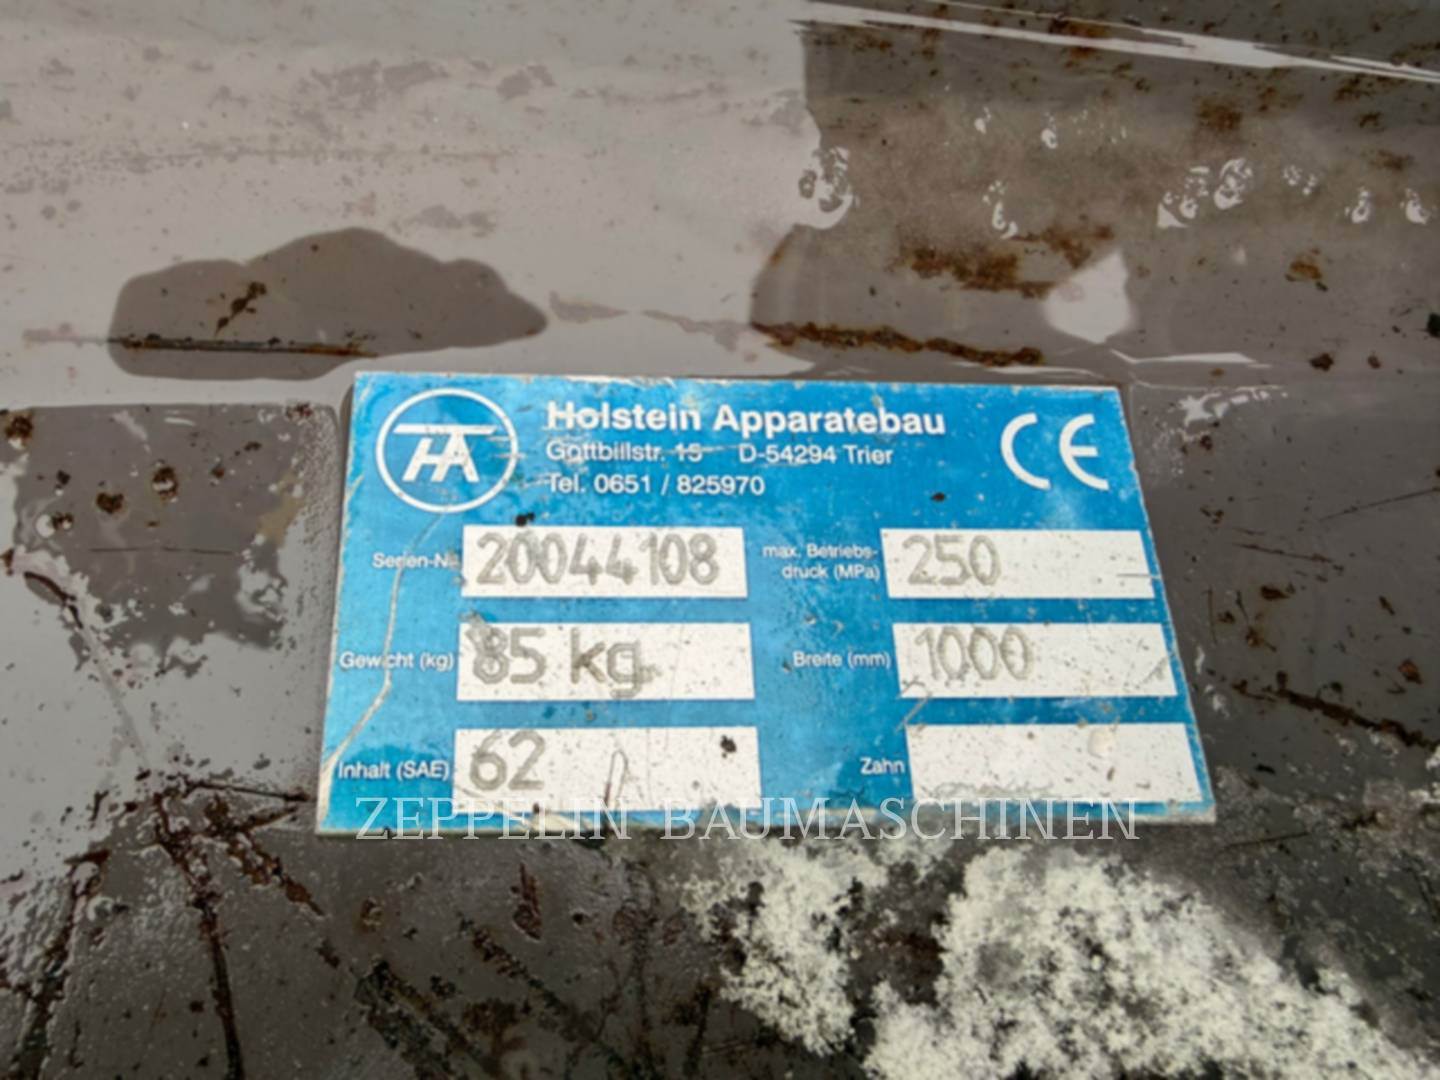 HTA
Holstein Apparatebau
Gottbillstr. 15 D-54294 Trier
Tel. 0651 / 825970
CE
Serien-N 20044108
max. Betriebs-
druck (MPa) 250
Gewicht (kg) 85 kg
Breite (mm) 1000
Inhalt (SAE) 62
Zahn
ZEPPELIN BAUMASCHINEN